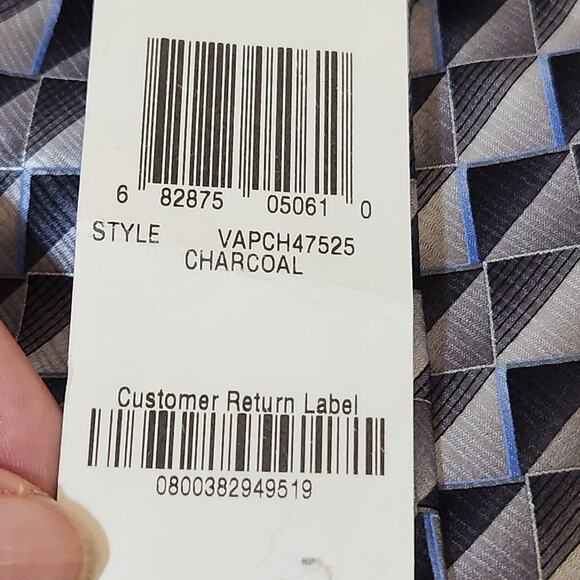 6 82875 05061 0
STYLE VAPCH47525
CHARCOAL
Customer Return Label
0800382949519